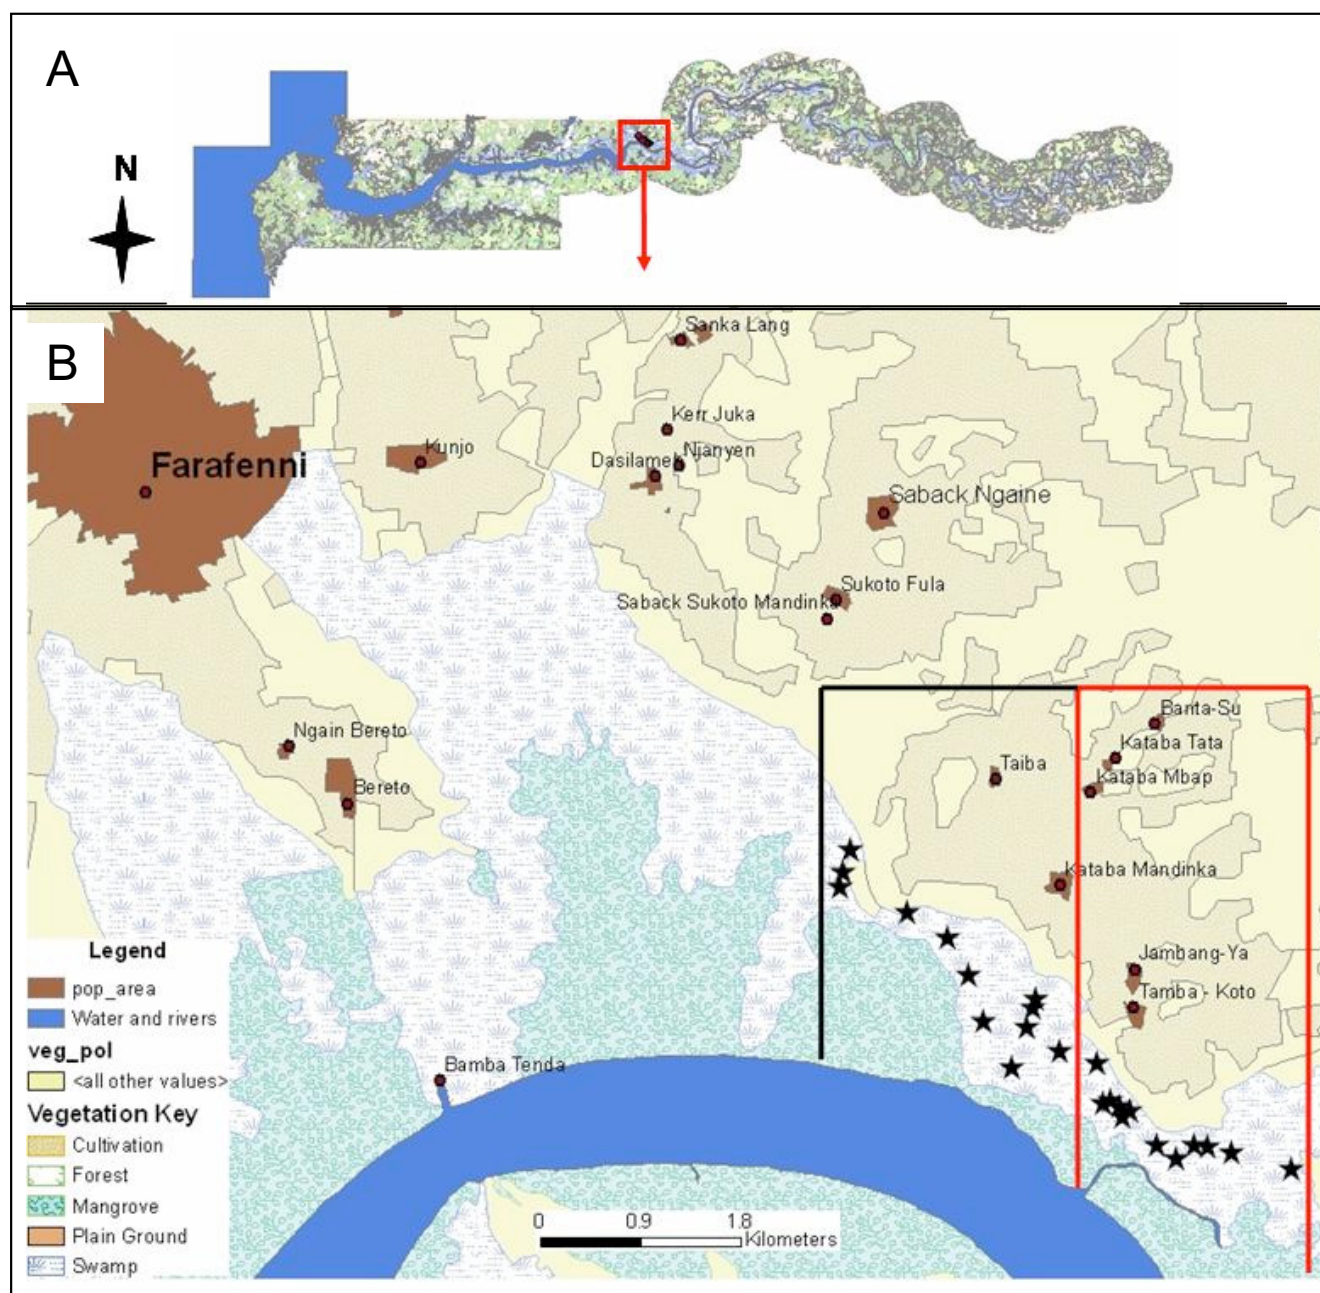 A
N
B
Sanka Lang
Kerr Juka
Njanyen
Dasilameh
Kunjo
Farafenni
Saback Ngaine
Sukoto Fula
Saback Sukoto Mandinka
Ngain Bereto
Bereto
Banta-Su
Kataba Tata
Kataba Mbap
Taiba
Kataba Mandinka
Jambang-Ya
Tamba - Koto
Bamba Tenda
Legend
pop_area
Water and rivers
veg_pol
<all other values>
Vegetation Key
Cultivation
Forest
Mangrove
Plain Ground
Swamp
0 0.9 1.8
Kilometers